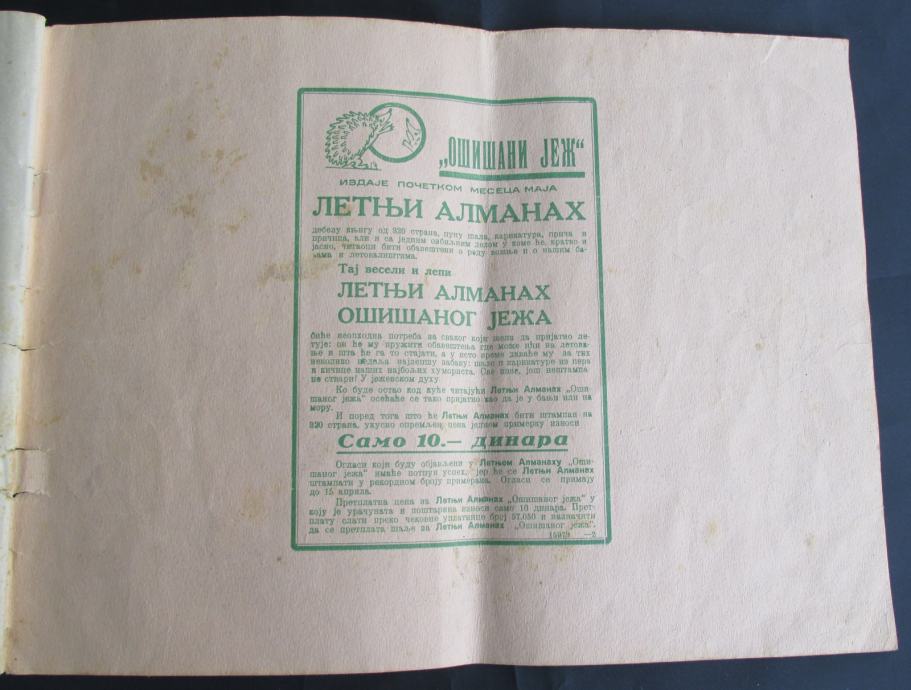 „ОШИШАНИ ЈЕЖ“
ИЗДАЈЕ ПОЧЕТКОМ МЕСЕЦА МАЈА
ЛЕТЊИ АЛМАНАХ
дебелу књигу од 320 страна, пуну шала, карикатура, прича и
причица, али и са једним озбиљним делом у коме ће, кратко и
јасно, читаоци бити обавештени о реду вожње и о нашим ба-
њама и летовалиштама.
Тај весели и лепи
ЛЕТЊИ АЛМАНАХ
ОШИШАНОГ ЈЕЖА
биће неопходна потреба за сваког који жели да пријатно ле-
тује: он ће му пружити обавештења где може ићи на летова-
ње и шта ће га то стајати, а у исто време даваће му за тих
неколико недеља најлепшу забаву: шале и карикатуре из пера
и кичице наших најбољих хумориста. Све нове, још нештампа
не ствари! У јежевском духу.
Ко буде остао код куће читајући Летњи Алманах „Оши-
шаног јежа“ осећаће се тако пријатно као да је у бањи или на
мору.
И поред тога што ће Летњи Алманах бити штампан на
320 страна, укусно опремљен, цена једном примерку износи
Само 10.— динара
Огласи који буду објављени у Летњем Алманаху „Оши-
шаног јежа“ имаће потпун успех, јер ће се Летњи Алманах
штампати у рекордном броју примерака. Огласи се примају
до 15 априла.
Претплатна цена за Летњи Алманах „Ошишаног јежа“ у
коју је урачуната и поштарина износи само 10 динара. Прет-
плату слати преко чековне уплатнице број 57.050 и назначити
да се претплата шаље за Летњи Алманах „Ошишаног јежа“.
—2